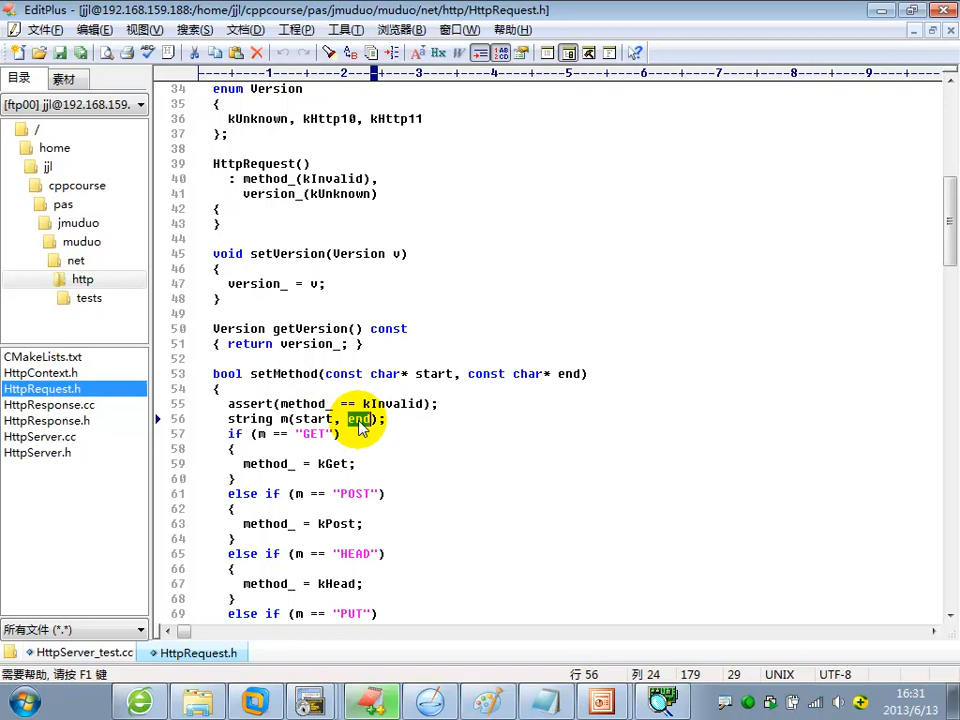 EditPlus - [jjl@192.168.159.188:/home/jjl/cppcourse/pas/jmuduo/muduo/net/http/HttpRequest.h]
文件(F) 编辑(E) 视图(V) 搜索(S) 文档(D) 工程(P) 工具(T) 浏览器(B) 窗口(W) 帮助(H)
目录 素材
[ftp00] jjl@192.168.159.
/
home
jjl
cppcourse
pas
jmuduo
muduo
net
http
tests
CMakeLists.txt
HttpContext.h
HttpRequest.h
HttpResponse.cc
HttpResponse.h
HttpServer.cc
HttpServer.h
所有文件 (*.*)
----+----1----+----2----+----3----+----4----+----5----+----6----+----7----+----8----+----9----+----
34 enum Version
35 {
36 kUnknown, kHttp10, kHttp11
37 };
38
39 HttpRequest()
40 : method_(kInvalid),
41 version_(kUnknown)
42 {
43 }
44
45 void setVersion(Version v)
46 {
47 version_ = v;
48 }
49
50 Version getVersion() const
51 { return version_; }
52
53 bool setMethod(const char* start, const char* end)
54 {
55 assert(method_ == kInvalid);
56 string m(start, end);
57 if (m == "GET")
58 {
59 method_ = kGet;
60 }
61 else if (m == "POST")
62 {
63 method_ = kPost;
64 }
65 else if (m == "HEAD")
66 {
67 method_ = kHead;
68 }
69 else if (m == "PUT")
HttpServer_test.cc HttpRequest.h
需要帮助, 请按 F1 键 行 56 列 24 179 29 UNIX UTF-8
16:31
2013/6/13